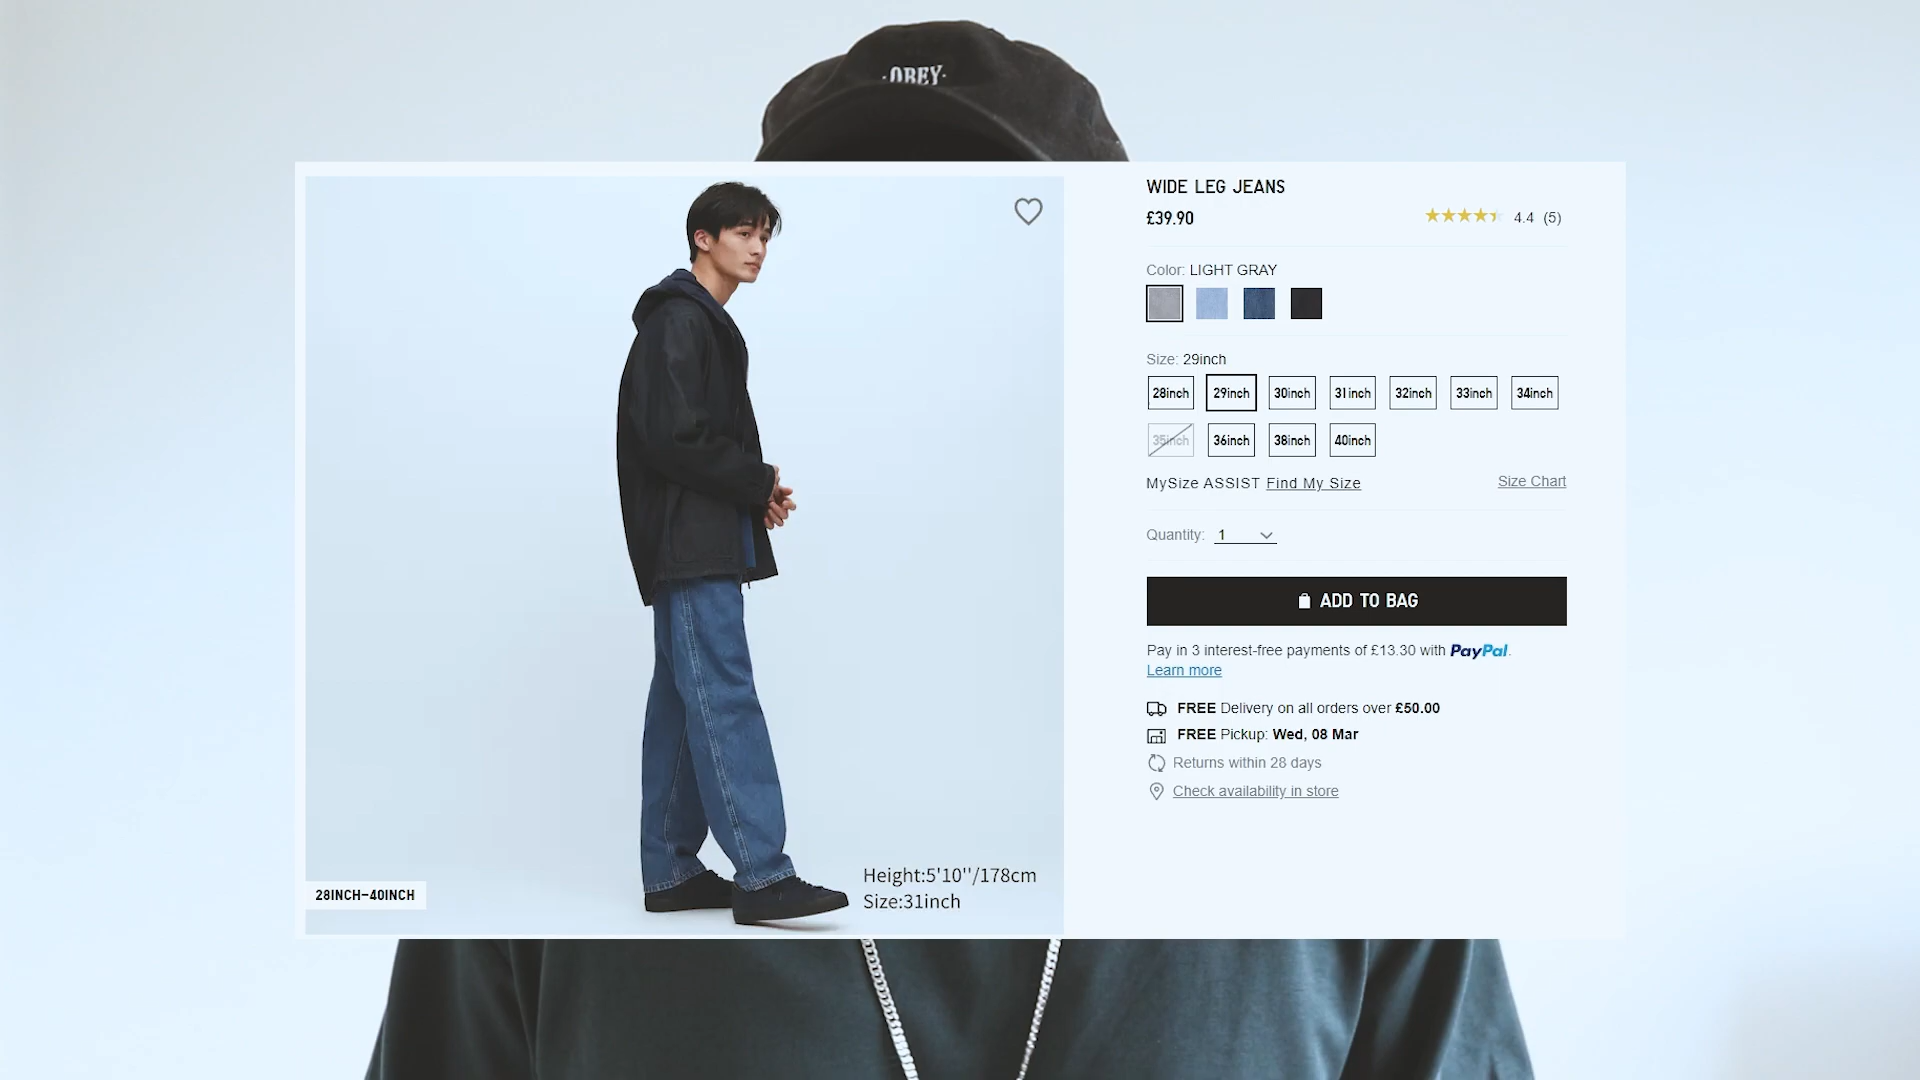 ·OBEY·
WIDE LEG JEANS
£39.90
4.4 (5)
Color: LIGHT GRAY
Size: 29inch
28inch 29inch 30inch 31inch 32inch 33inch 34inch
35inch 36inch 38inch 40inch
MySize ASSIST Find My Size
Size Chart
Quantity: 1
ADD TO BAG
Pay in 3 interest-free payments of £13.30 with PayPal.
Learn more
FREE Delivery on all orders over £50.00
FREE Pickup: Wed, 08 Mar
Returns within 28 days
Check availability in store
Height:5'10''/178cm
Size:31inch
28INCH-40INCH